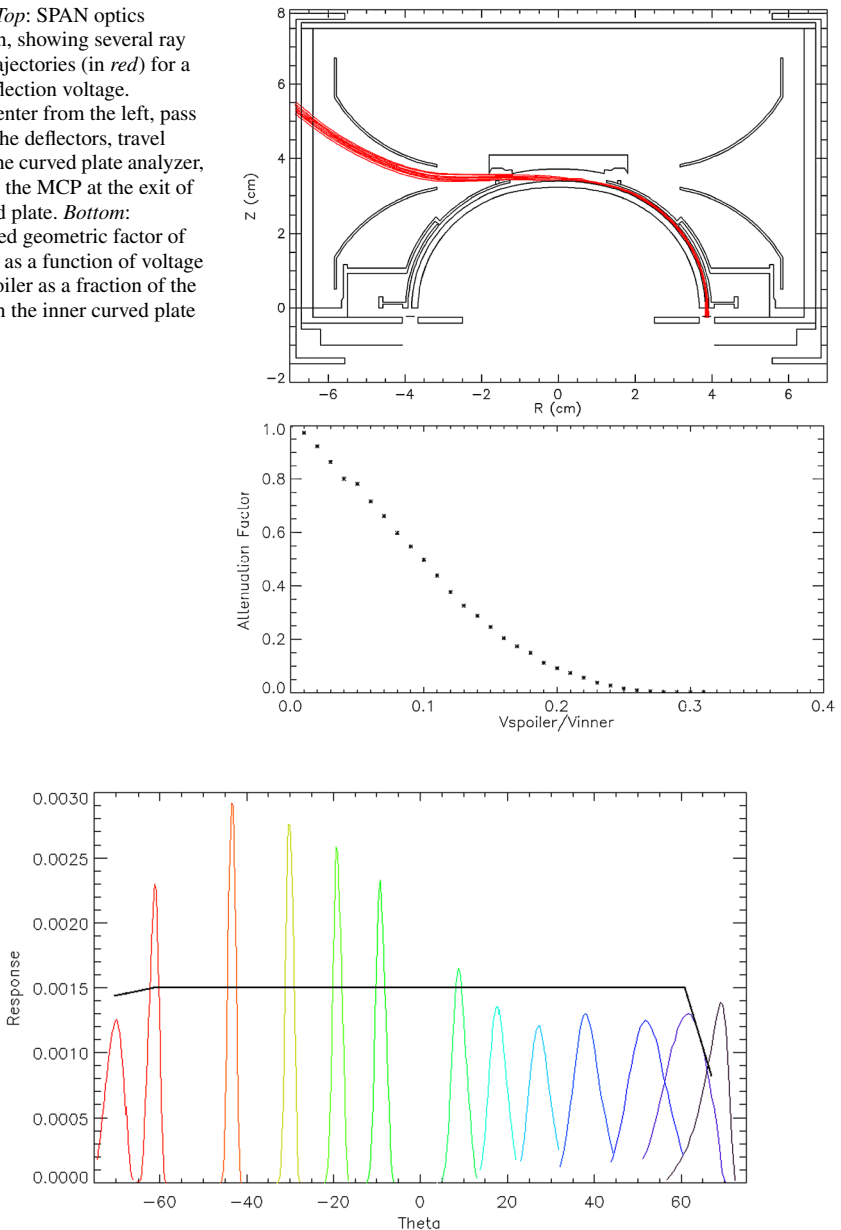 Top: SPAN optics
n, showing several ray
ajectories (in red) for a
flection voltage.
enter from the left, pass
he deflectors, travel
ne curved plate analyzer,
the MCP at the exit of
d plate. Bottom:
ed geometric factor of
as a function of voltage
oiler as a fraction of the
n the inner curved plate
8
6
4
2
0
−2
Z (cm)
−6 −4 −2 0 2 4 6
R (cm)
1.0
0.8
0.6
0.4
0.2
0.0
Attenuation Factor
0.0 0.1 0.2 0.3 0.4
Vspoiler/Vinner
0.0030
0.0025
0.0020
0.0015
0.0010
0.0005
0.0000
Response
−60 −40 −20 0 20 40 60
Theta